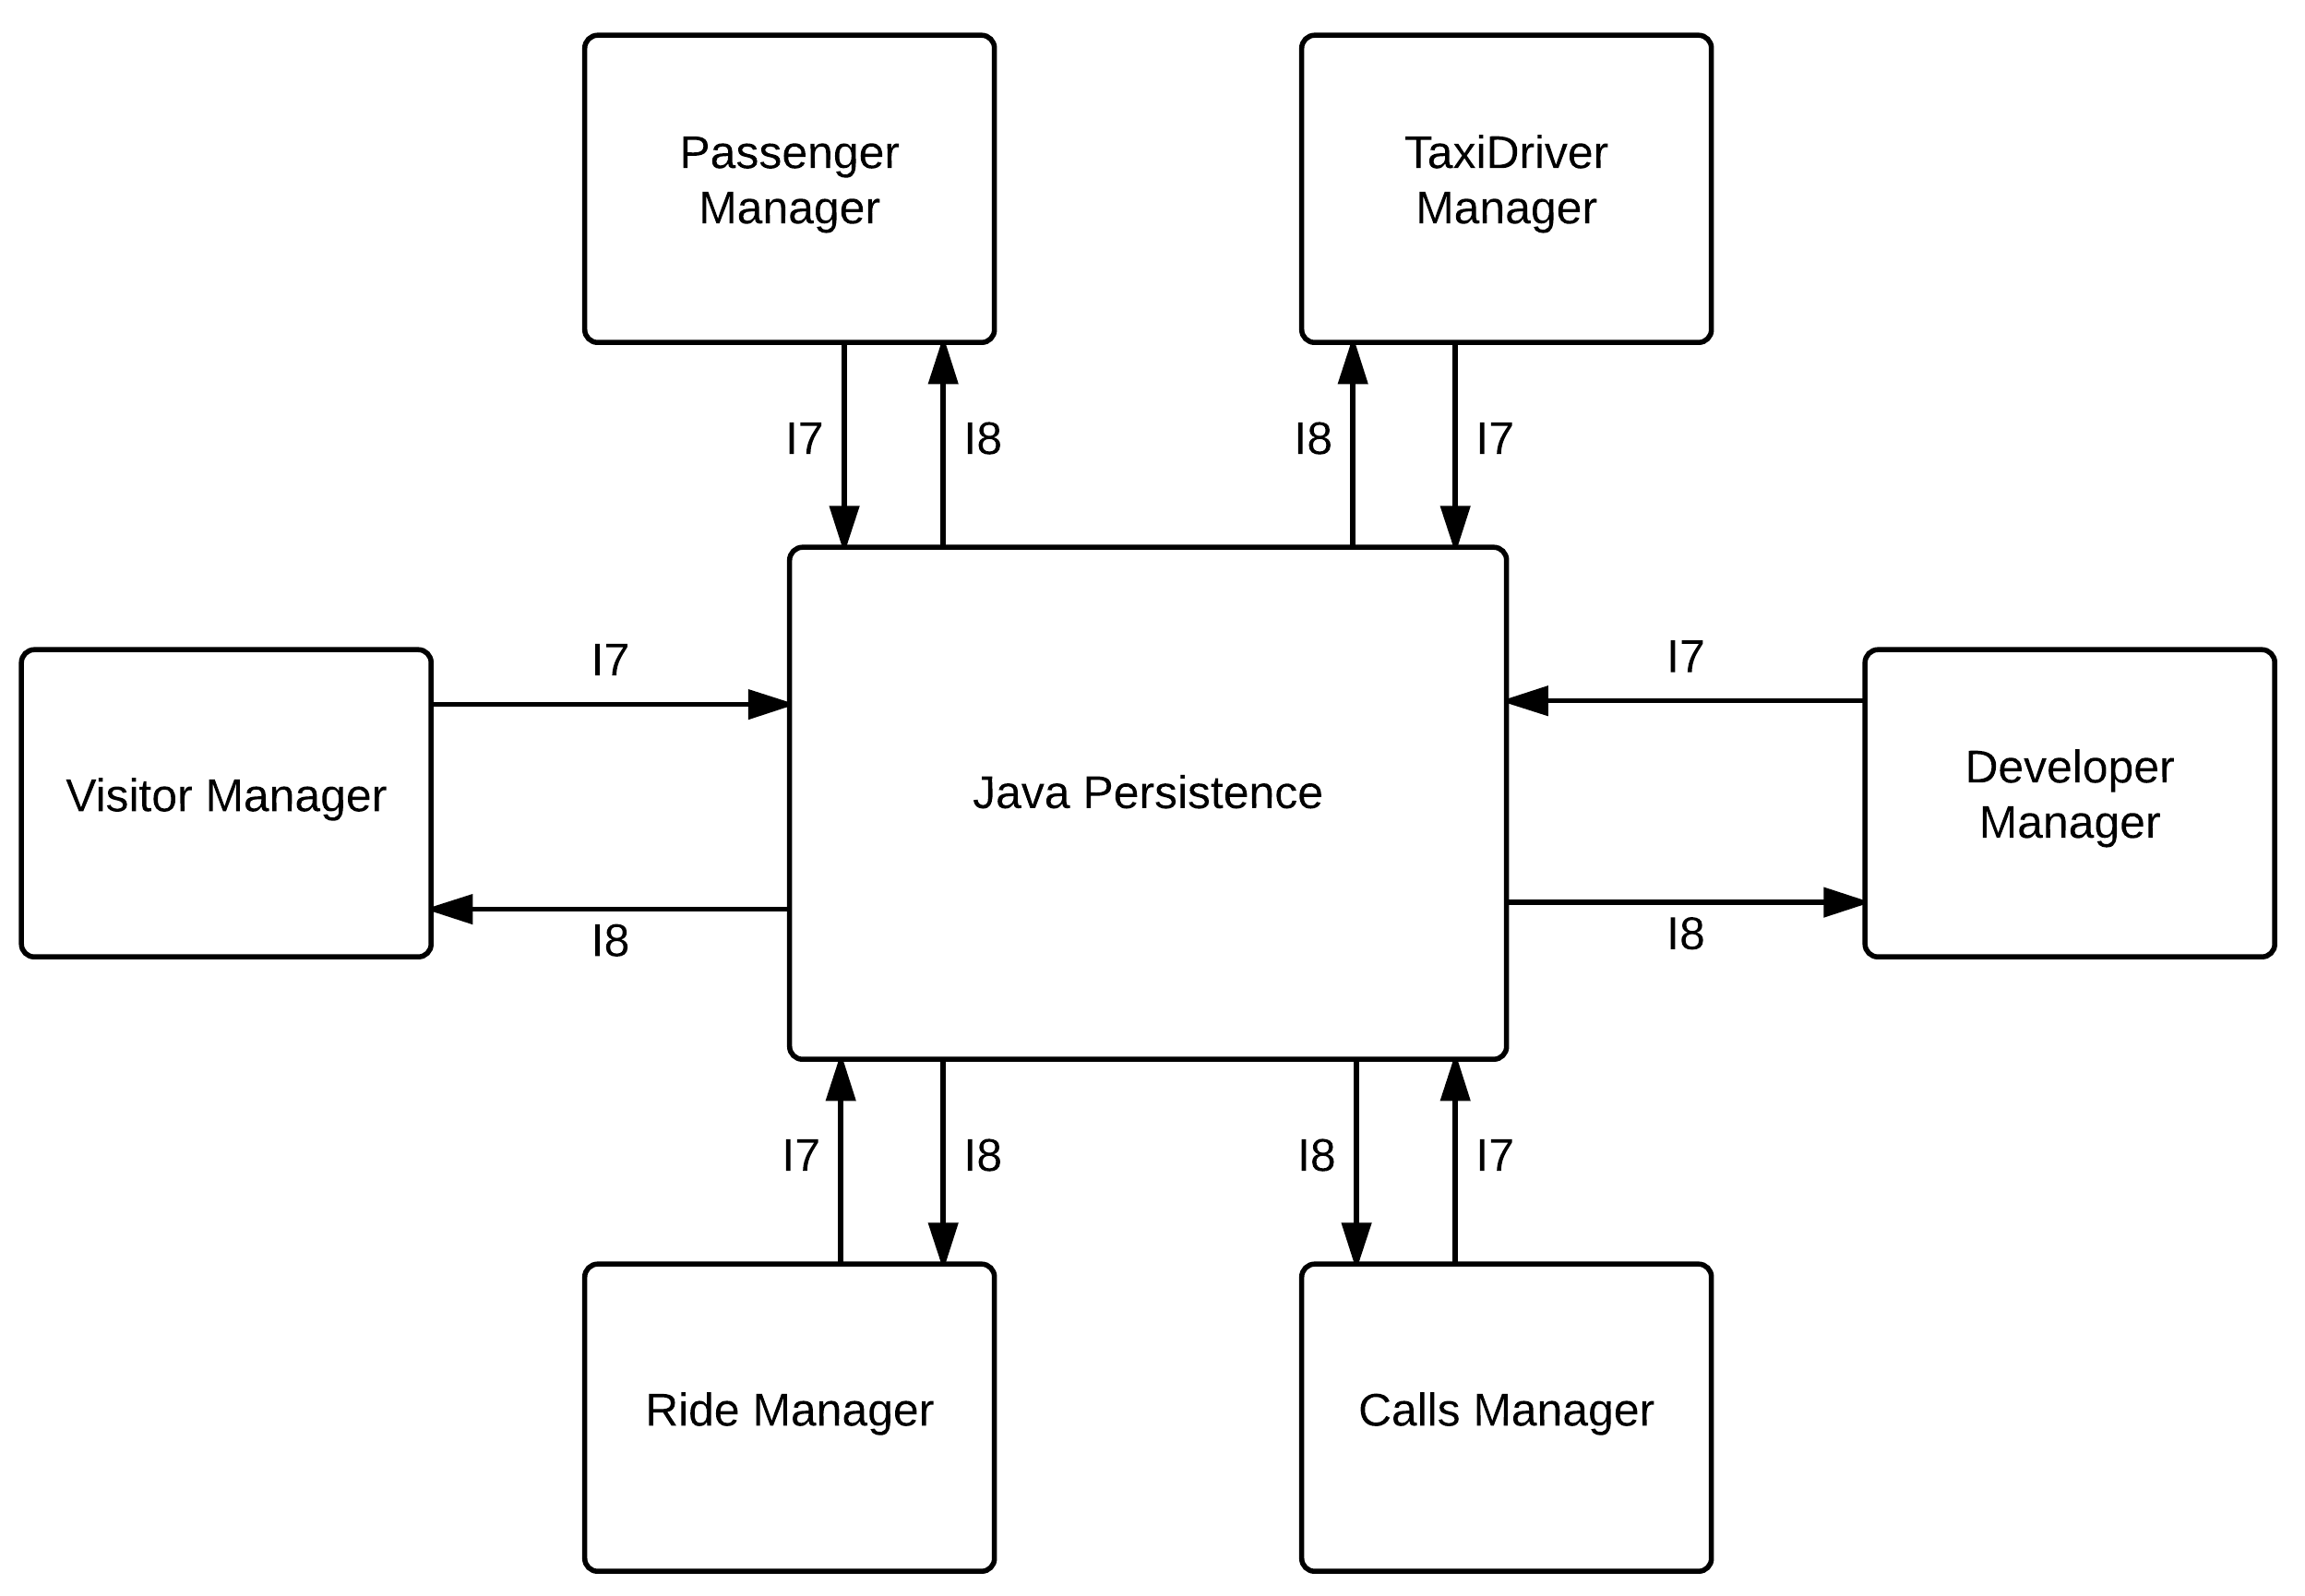 Passenger
Manager
TaxiDriver
Manager
I7
I8
I8
I7
I7
I7
Visitor Manager
Java Persistence
Developer
Manager
I8
I8
I7
I8
I8
I7
Ride Manager
Calls Manager